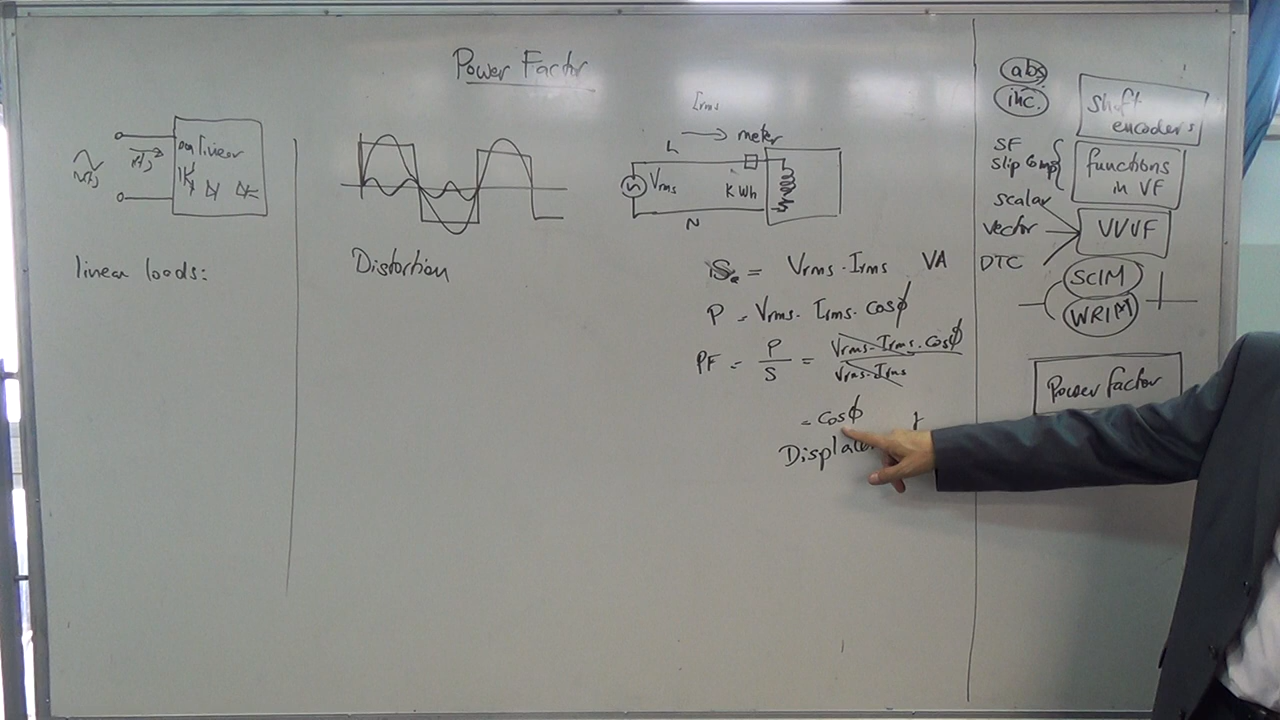 Power Factor
non linear
linear loads:
Distortion
Irms
L
meter
Vrms
KWh
N
S = Vrms . Irms VA
P = Vrms . Irms . cosϕ
PF = P / S = Vrms . Irms . cosϕ / Vrms . Irms
= cosϕ
abs
inc.
shaft
encoders
SF
slip Comp
functions
in VF
scalar
vector
DTC
VVVF
SCIM
WRIM
Power factor